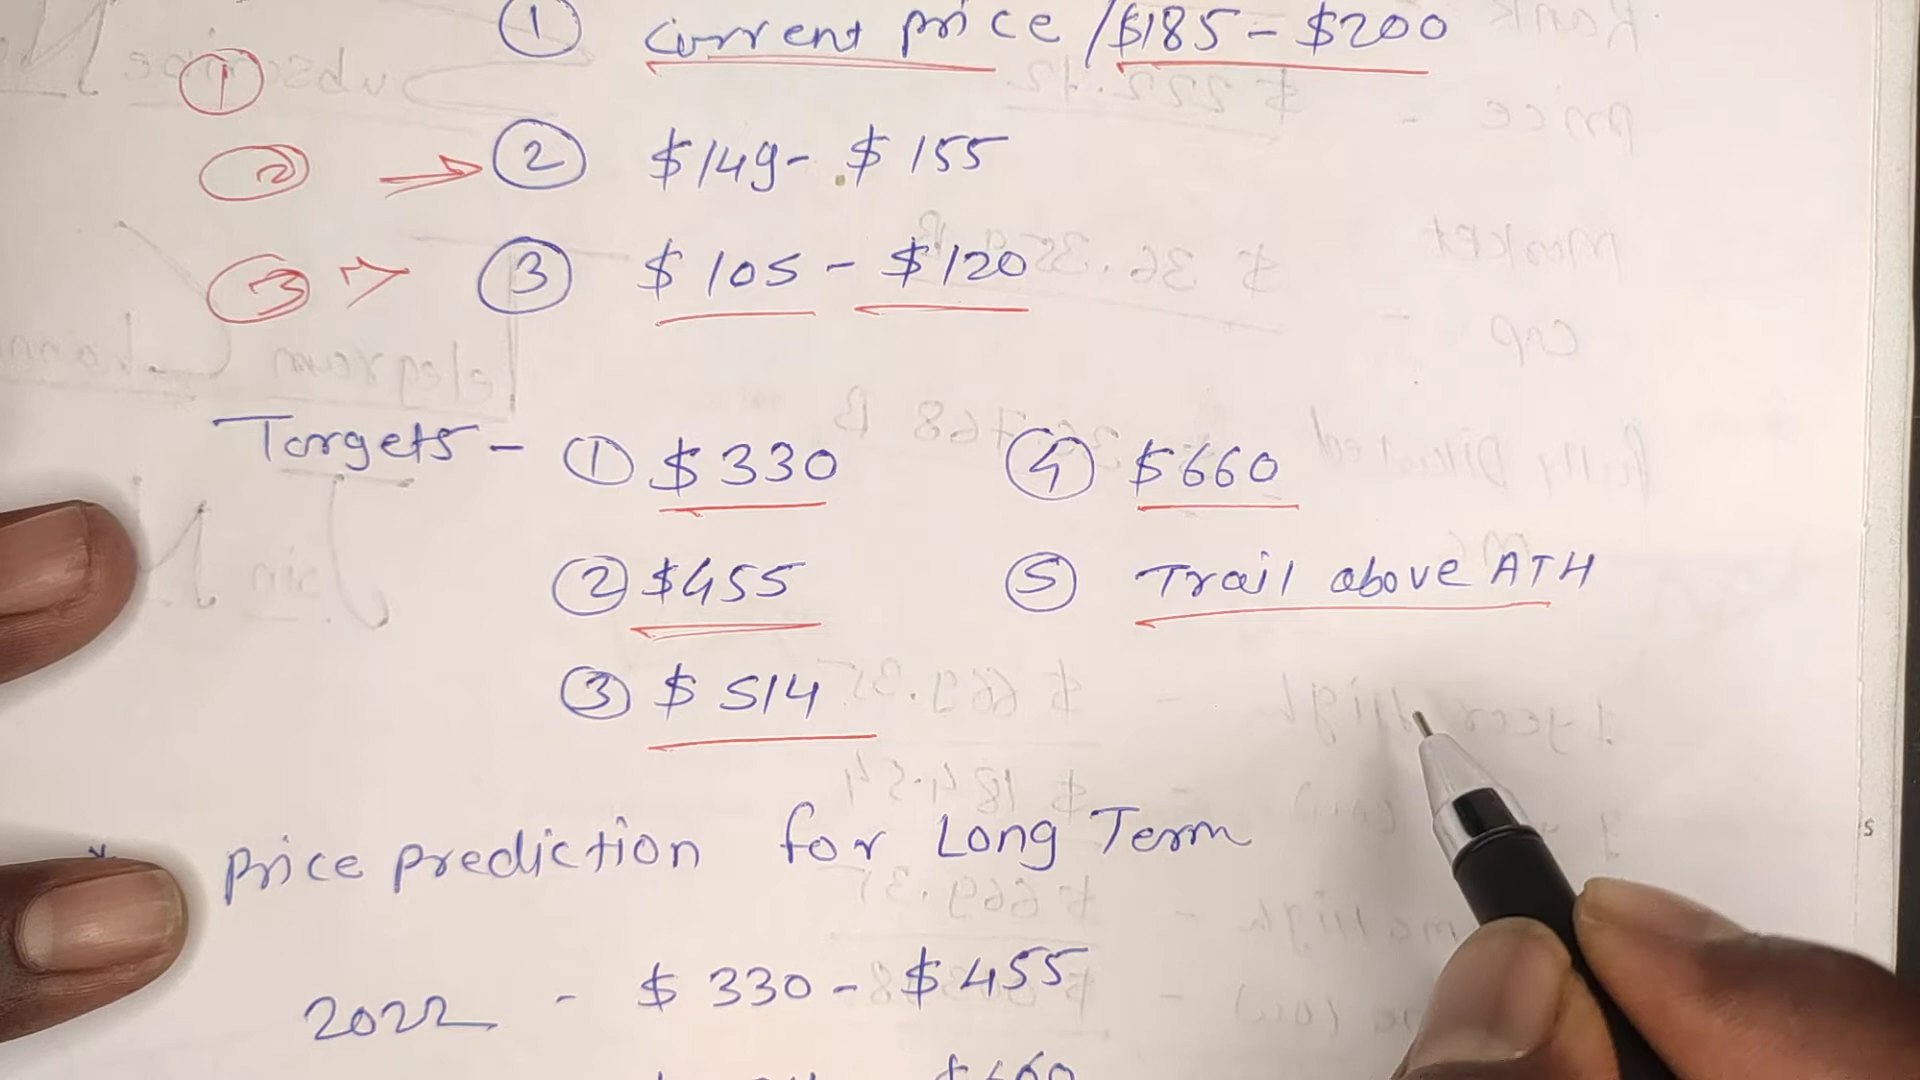 ① Current price / $185 - $200
① 
② → ② $149 - $155
③ → ③ $105 - $120
Targets - ① $330 ④ $660
② $455 ⑤ Trail above ATH
③ $514
price prediction for Long Term
2022 - $330 - $455